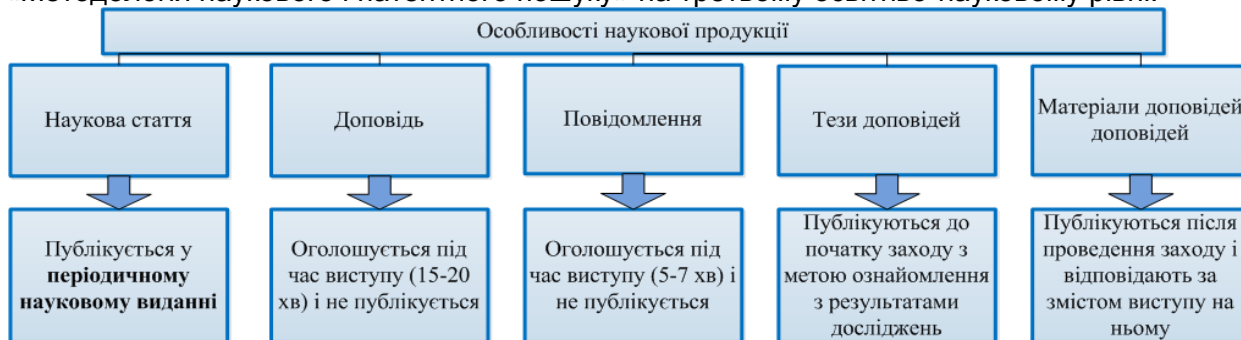 Особливості наукової продукції
Наукова стаття
Доповідь
Повідомлення
Тези доповідей
Матеріали доповідей
доповідей
Публікується у
періодичному
науковому виданні
Оголошується під
час виступу (15-20
хв) і не публікується
Оголошується під
час виступу (5-7 хв) і
не публікується
Публікуються до
початку заходу з
метою ознайомлення
з результатами
досліджень
Публікуються після
проведення заходу і
відповідають за
змістом виступу на
ньому